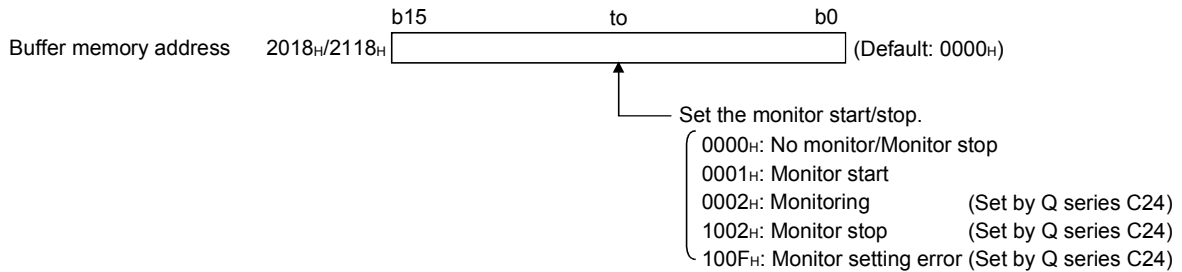 b15 to b0
Buffer memory address 2018H/2118H (Default: 0000H)
Set the monitor start/stop.
0000H: No monitor/Monitor stop
0001H: Monitor start
0002H: Monitoring (Set by Q series C24)
1002H: Monitor stop (Set by Q series C24)
100FH: Monitor setting error (Set by Q series C24)